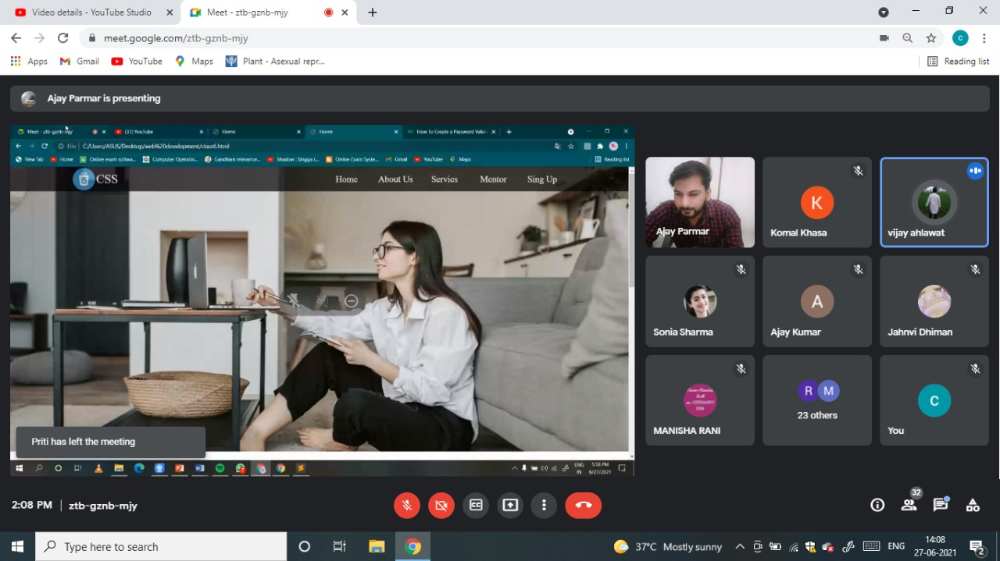 Video details - YouTube Studio
Meet - ztb-gznb-mjy
meet.google.com/ztb-gznb-mjy
Apps
Gmail
YouTube
Maps
Plant - Asexual repr...
Reading list
Ajay Parmar is presenting
Meet - ztb-gznb-mjy
(37) YouTube
Home
Home
How To Create a Password Valid
File
C:/Users/ASUS/Desktop/web%20development/class6.html
New Tab
Home
Online exam softwa...
Computer Operatin...
Gandhian relevance...
Shadow : Singga (...
Online Exam Syste...
Gmail
YouTube
Maps
Reading list
CSS
Home
About Us
Servies
Mentor
Sing Up
Priti has left the meeting
ENG
IN
5:38 PM
6/27/2021
Ajay Parmar
K
Komal Khasa
vijay ahlawat
Sonia Sharma
A
Ajay Kumar
Jahnvi Dhiman
MANISHA RANI
R M
23 others
C
You
2:08 PM
ztb-gznb-mjy
32
37°C Mostly sunny
ENG
14:08
27-06-2021
2
Type here to search